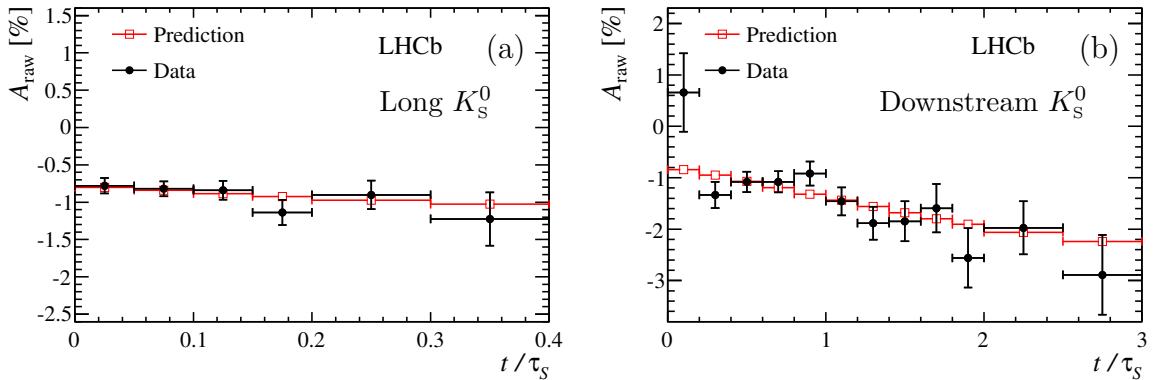 A_raw [%]
1.5
1
0.5
0
-0.5
-1
-1.5
-2
-2.5
Prediction
Data
LHCb
(a)
Long K_S^0
0 0.1 0.2 0.3 0.4
t / τ_S
A_raw [%]
2
1
0
-1
-2
-3
Prediction
Data
LHCb
(b)
Downstream K_S^0
0 1 2 3
t / τ_S